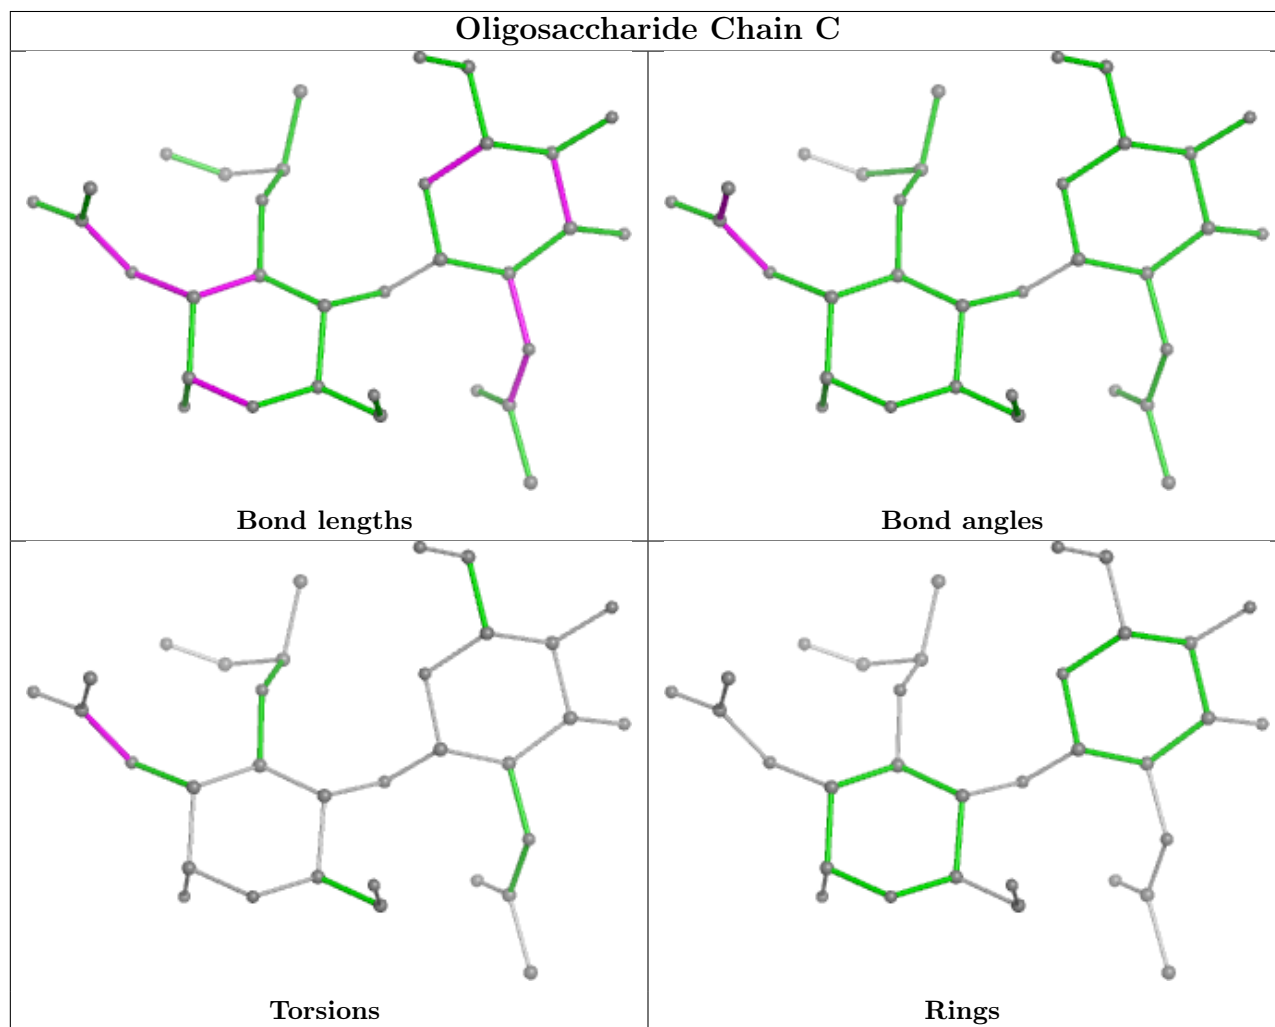 Oligosaccharide Chain C
Bond lengths
Bond angles
Torsions
Rings